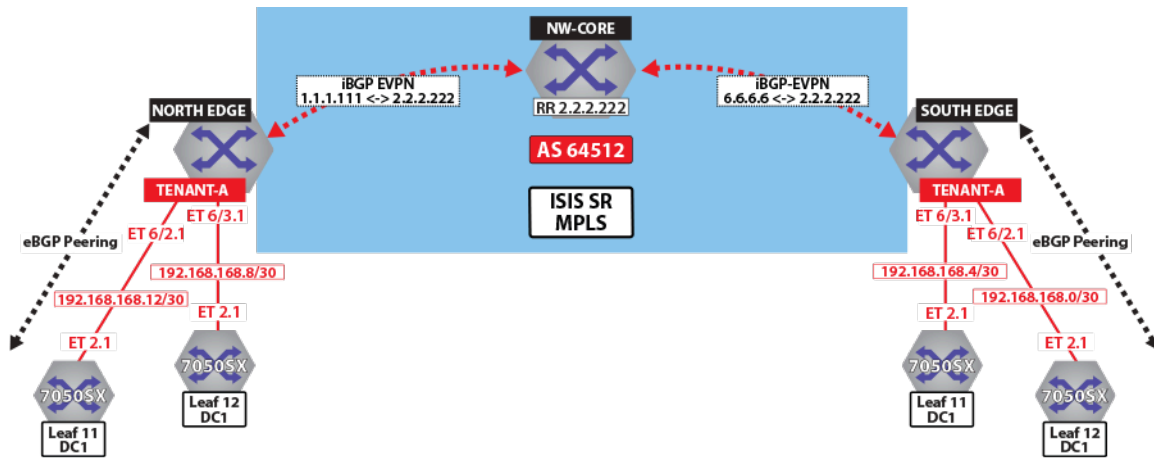 NW-CORE
iBGP EVPN
1.1.1.111 <-> 2.2.2.222
iBGP-EVPN
6.6.6.6 <-> 2.2.2.222
RR 2.2.2.222
NORTH EDGE
SOUTH EDGE
AS 64512
ISIS SR
MPLS
TENANT-A
TENANT-A
ET 6/3.1
ET 6/2.1
ET 6/3.1
ET 6/2.1
eBGP Peering
eBGP Peering
192.168.168.8/30
192.168.168.4/30
192.168.168.12/30
192.168.168.0/30
ET 2.1
ET 2.1
ET 2.1
ET 2.1
7050SX
Leaf 11
DC1
7050SX
Leaf 12
DC1
7050SX
Leaf 11
DC1
7050SX
Leaf 12
DC1